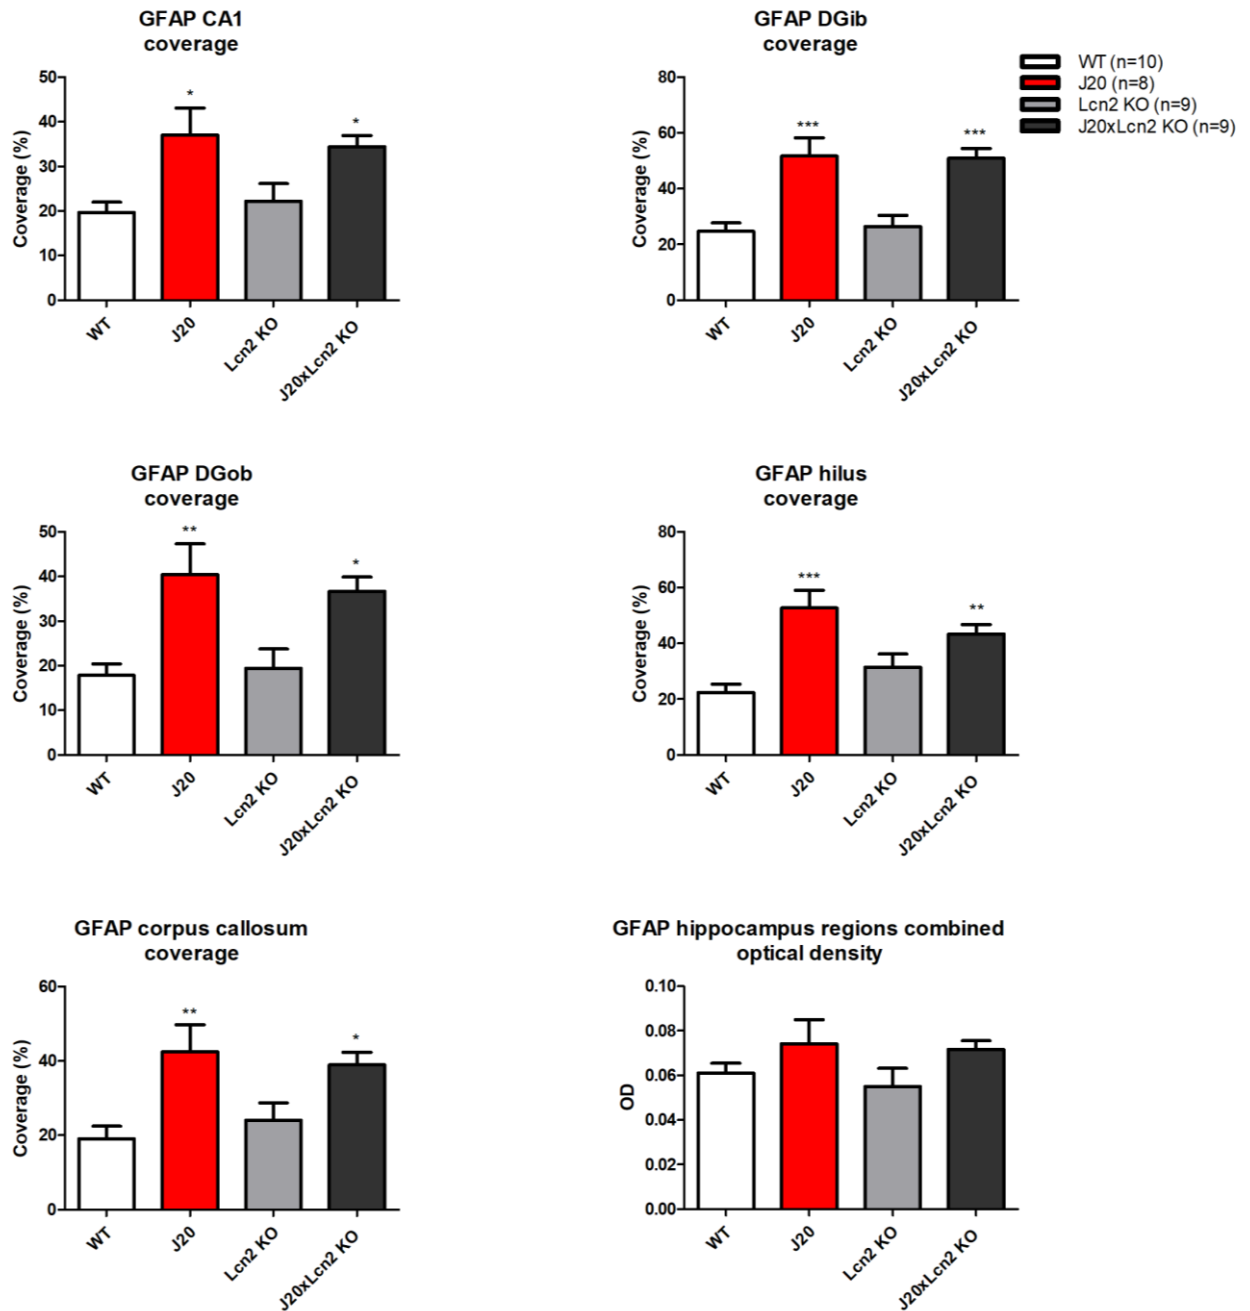 GFAP CA1
coverage
50
40
30
20
10
0
Coverage (%)
*
*
WT
J20
Lcn2 KO
J20xLcn2 KO
GFAP DGib
coverage
80
60
40
20
0
Coverage (%)
***
***
WT
J20
Lcn2 KO
J20xLcn2 KO
WT (n=10)
J20 (n=8)
Lcn2 KO (n=9)
J20xLcn2 KO (n=9)
GFAP DGob
coverage
50
40
30
20
10
0
Coverage (%)
**
*
WT
J20
Lcn2 KO
J20xLcn2 KO
GFAP hilus
coverage
80
60
40
20
0
Coverage (%)
***
**
WT
J20
Lcn2 KO
J20xLcn2 KO
GFAP corpus callosum
coverage
60
40
20
0
Coverage (%)
**
*
WT
J20
Lcn2 KO
J20xLcn2 KO
GFAP hippocampus regions combined
optical density
0.10
0.08
0.06
0.04
0.02
0.00
OD
WT
J20
Lcn2 KO
J20xLcn2 KO